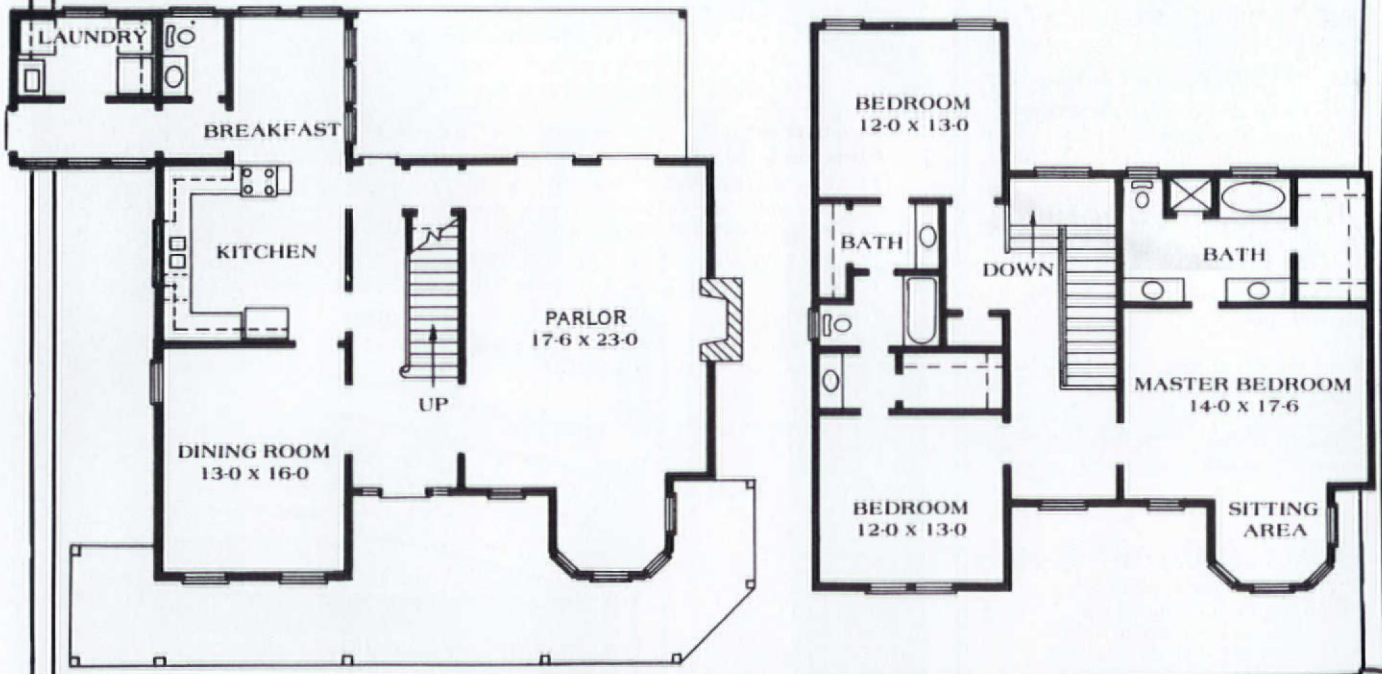 LAUNDRY
BREAKFAST
KITCHEN
PARLOR
17-6 X 23-0
UP
DINING ROOM
13-0 X 16-0
BEDROOM
12-0 X 13-0
BATH
DOWN
BATH
MASTER BEDROOM
14-0 X 17-6
BEDROOM
12-0 X 13-0
SITTING
AREA